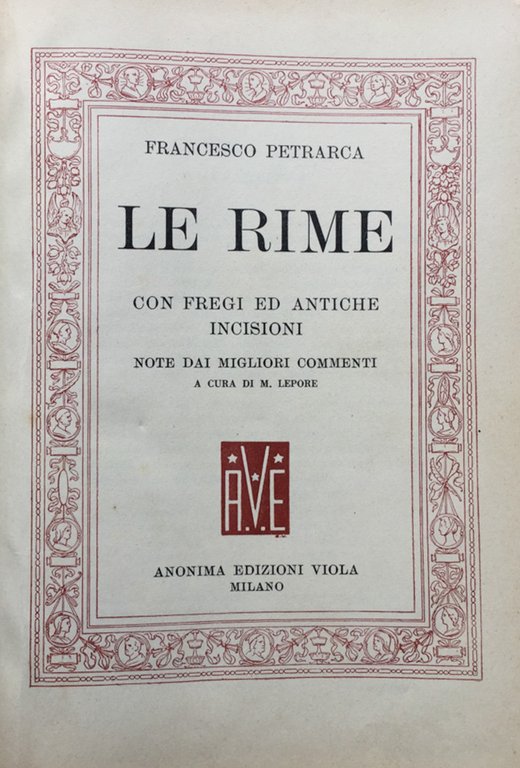 FRANCESCO PETRARCA
LE RIME
CON FREGI ED ANTICHE
INCISIONI
NOTE DAI MIGLIORI COMMENTI
A CURA DI M. LEPORE
A.V.E
ANONIMA EDIZIONI VIOLA
MILANO